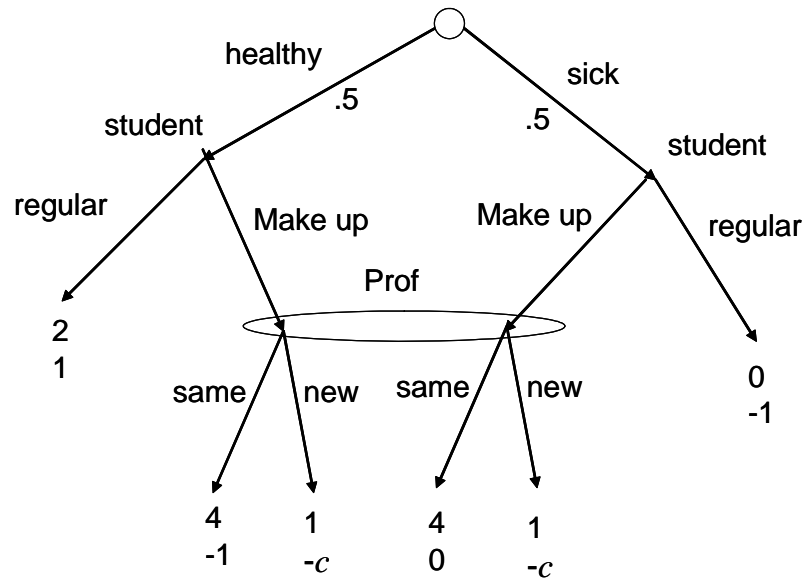 healthy
sick
.5
.5
student
student
regular
Make up
Make up
regular
Prof
2
1
same
new
same
new
0
-1
4
-1
1
-c
4
0
1
-c